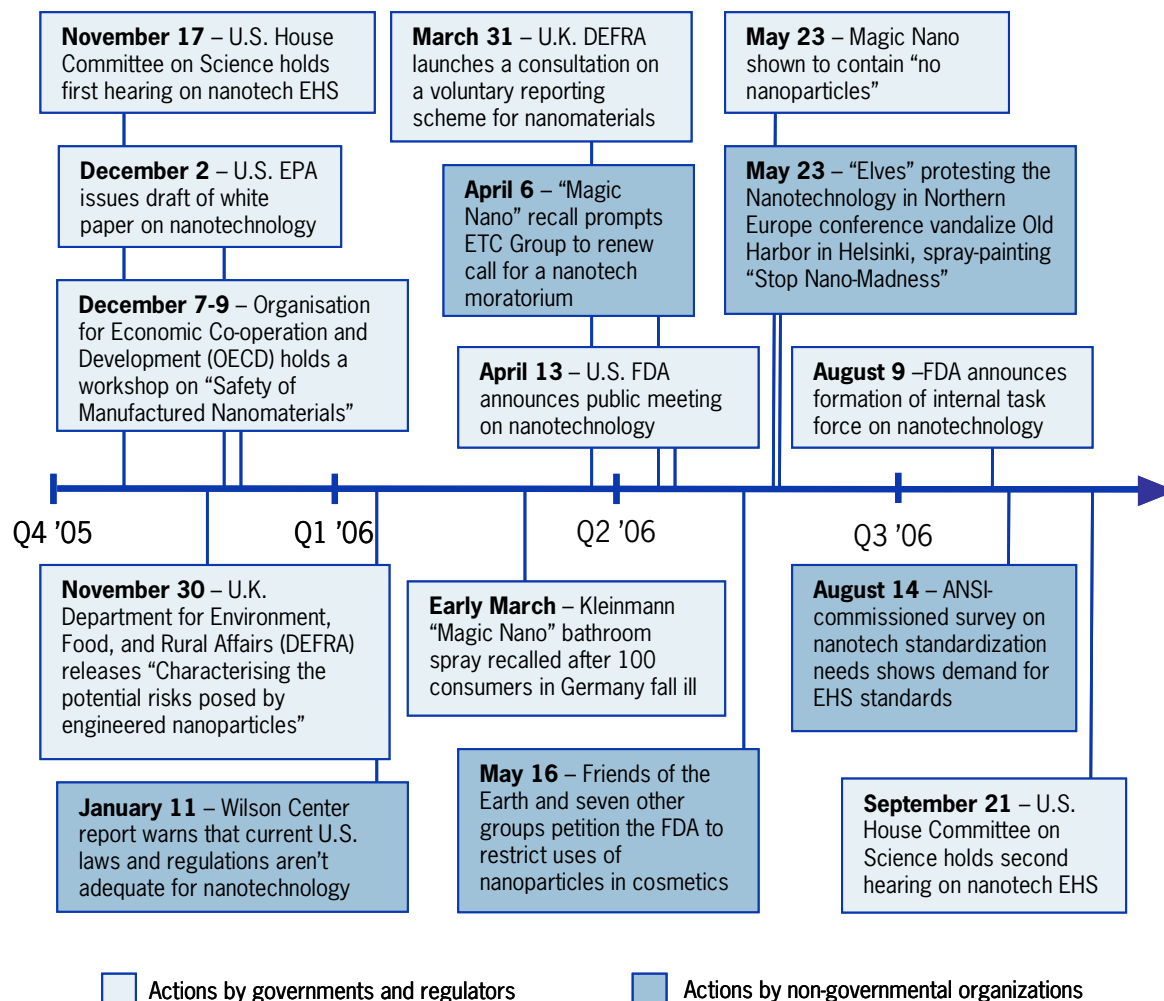 November 17 – U.S. House
Committee on Science holds
first hearing on nanotech EHS
March 31 – U.K. DEFRA
launches a consultation on
a voluntary reporting
scheme for nanomaterials
May 23 – Magic Nano
shown to contain “no
nanoparticles”
December 2 – U.S. EPA
issues draft of white
paper on nanotechnology
April 6 – “Magic
Nano” recall prompts
ETC Group to renew
call for a nanotech
moratorium
May 23 – “Elves” protesting the
Nanotechnology in Northern
Europe conference vandalize Old
Harbor in Helsinki, spray-painting
“Stop Nano-Madness”
December 7-9 – Organisation
for Economic Co-operation and
Development (OECD) holds a
workshop on “Safety of
Manufactured Nanomaterials”
April 13 – U.S. FDA
announces public meeting
on nanotechnology
August 9 –FDA announces
formation of internal task
force on nanotechnology
Q4 '05
Q1 '06
Q2 '06
Q3 '06
November 30 – U.K.
Department for Environment,
Food, and Rural Affairs (DEFRA)
releases “Characterising the
potential risks posed by
engineered nanoparticles”
Early March – Kleinmann
“Magic Nano” bathroom
spray recalled after 100
consumers in Germany fall ill
August 14 – ANSI-
commissioned survey on
nanotech standardization
needs shows demand for
EHS standards
January 11 – Wilson Center
report warns that current U.S.
laws and regulations aren't
adequate for nanotechnology
May 16 – Friends of the
Earth and seven other
groups petition the FDA to
restrict uses of
nanoparticles in cosmetics
September 21 – U.S.
House Committee on
Science holds second
hearing on nanotech EHS
Actions by governments and regulators
Actions by non-governmental organizations